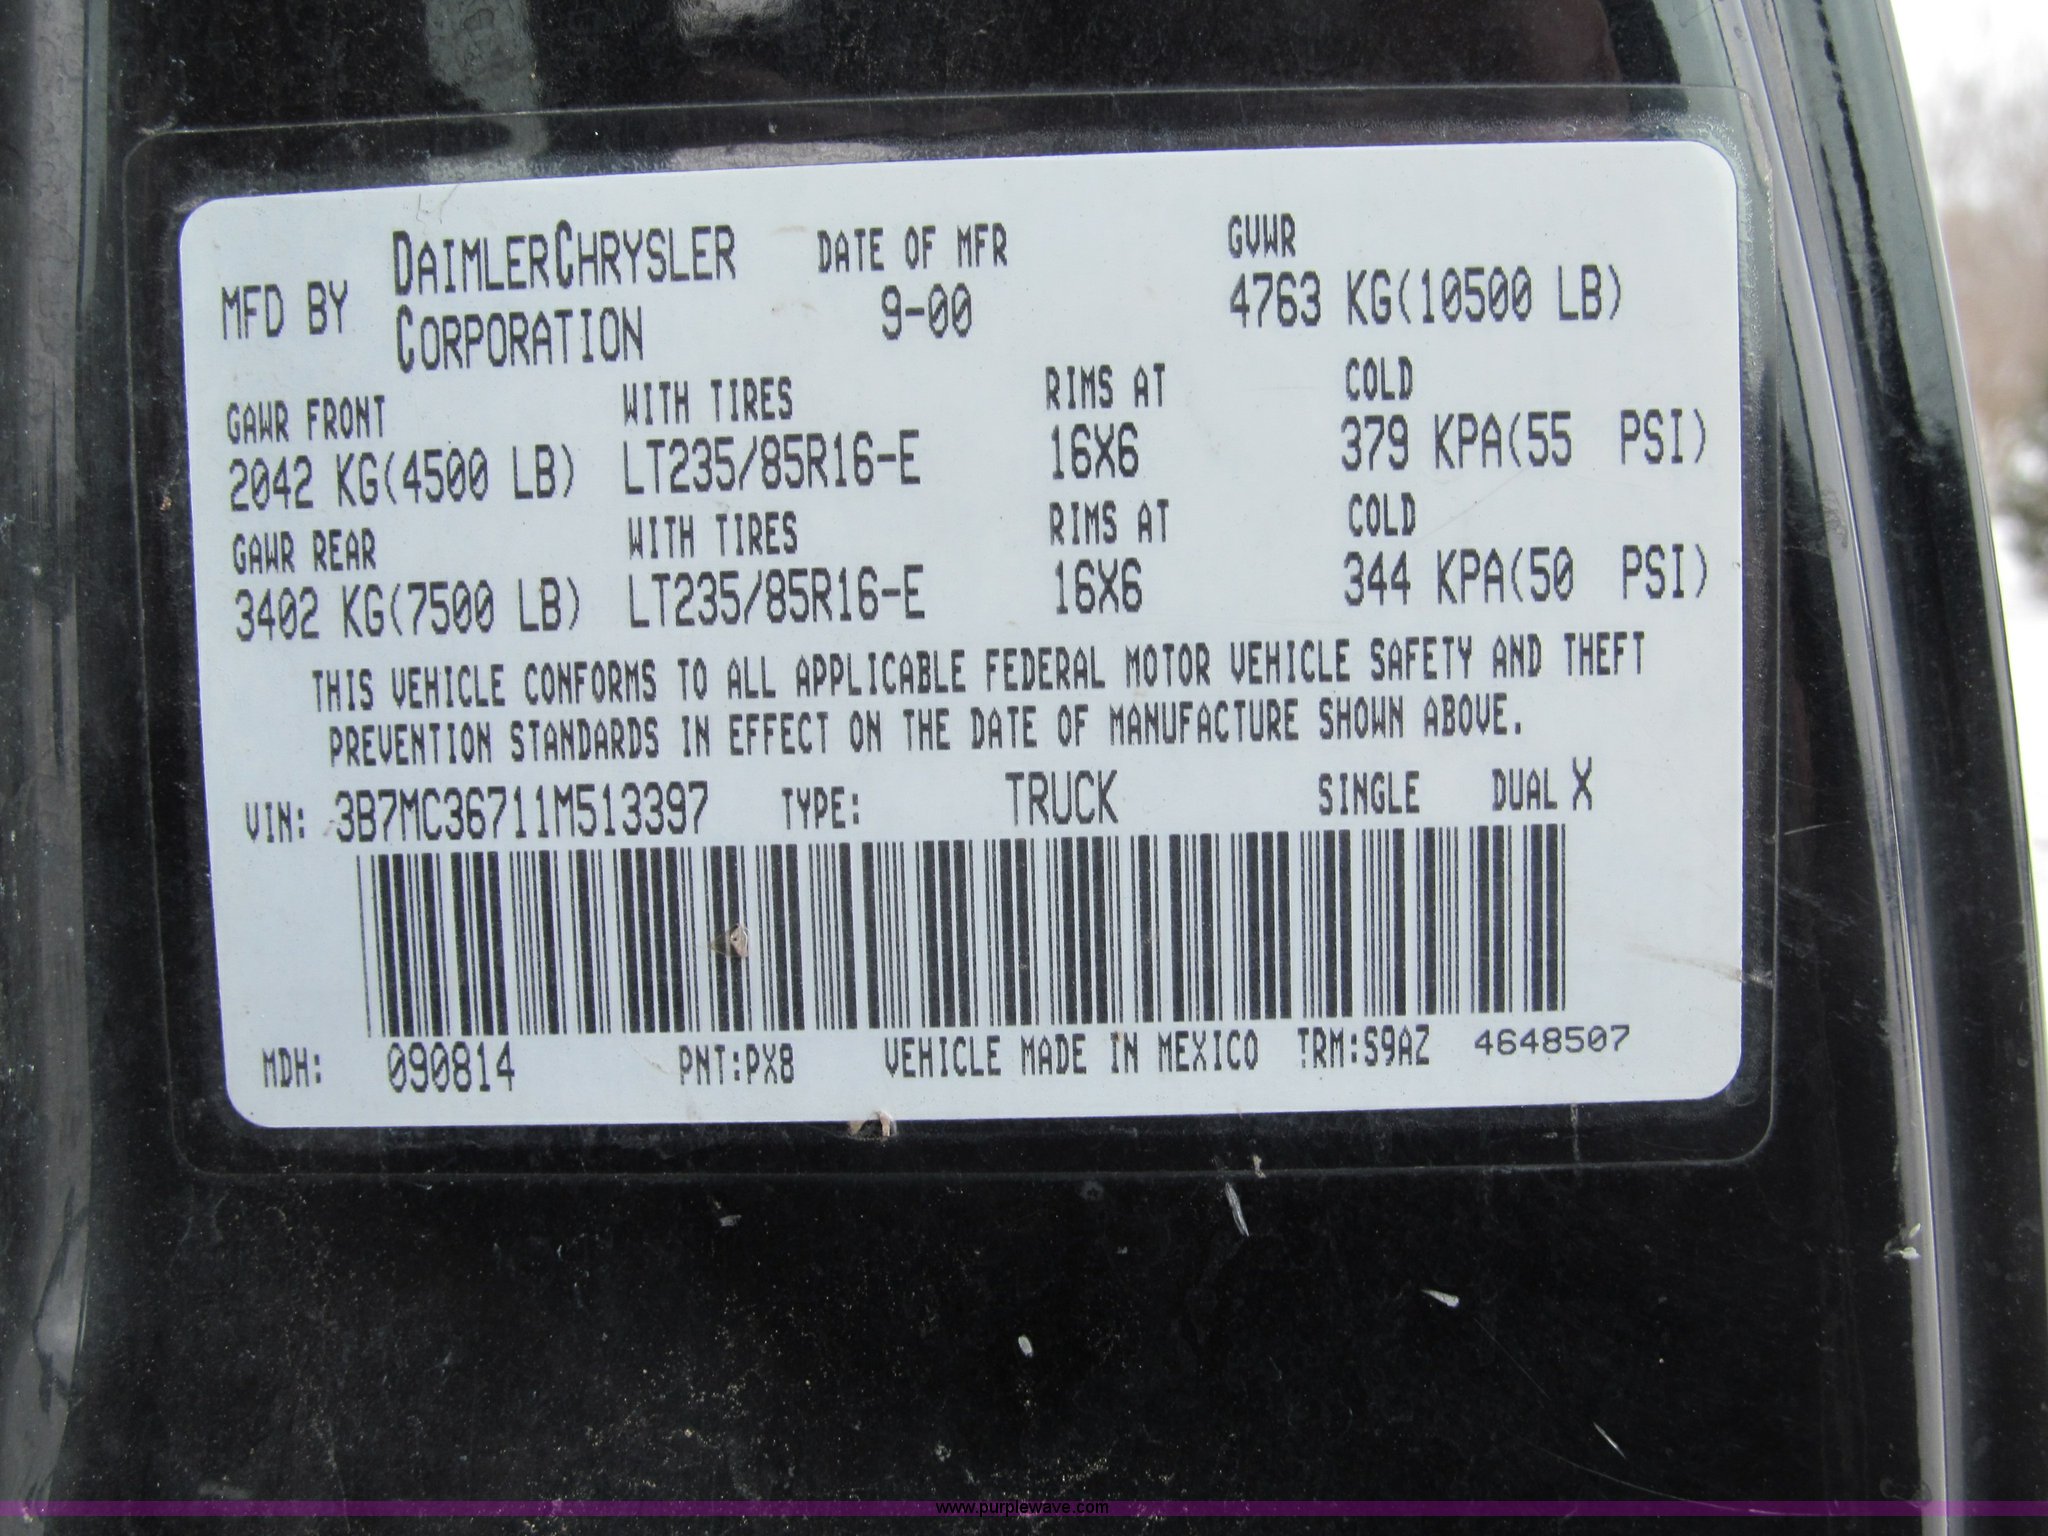 MFD BY DAIMLERCHRYSLER CORPORATION DATE OF MFR 9-00 GVWR 4763 KG(10500 LB)
GAWR FRONT WITH TIRES RIMS AT COLD
2042 KG(4500 LB) LT235/85R16-E 16X6 379 KPA(55 PSI)
GAWR REAR WITH TIRES RIMS AT COLD
3402 KG(7500 LB) LT235/85R16-E 16X6 344 KPA(50 PSI)
THIS VEHICLE CONFORMS TO ALL APPLICABLE FEDERAL MOTOR VEHICLE SAFETY AND THEFT
PREVENTION STANDARDS IN EFFECT ON THE DATE OF MANUFACTURE SHOWN ABOVE.
VIN: 3B7MC36711M513397 TYPE: TRUCK SINGLE DUAL X
MDH: 090814 PNT:PX8 VEHICLE MADE IN MEXICO TRM:S9AZ 4648507
www.purplewave.com